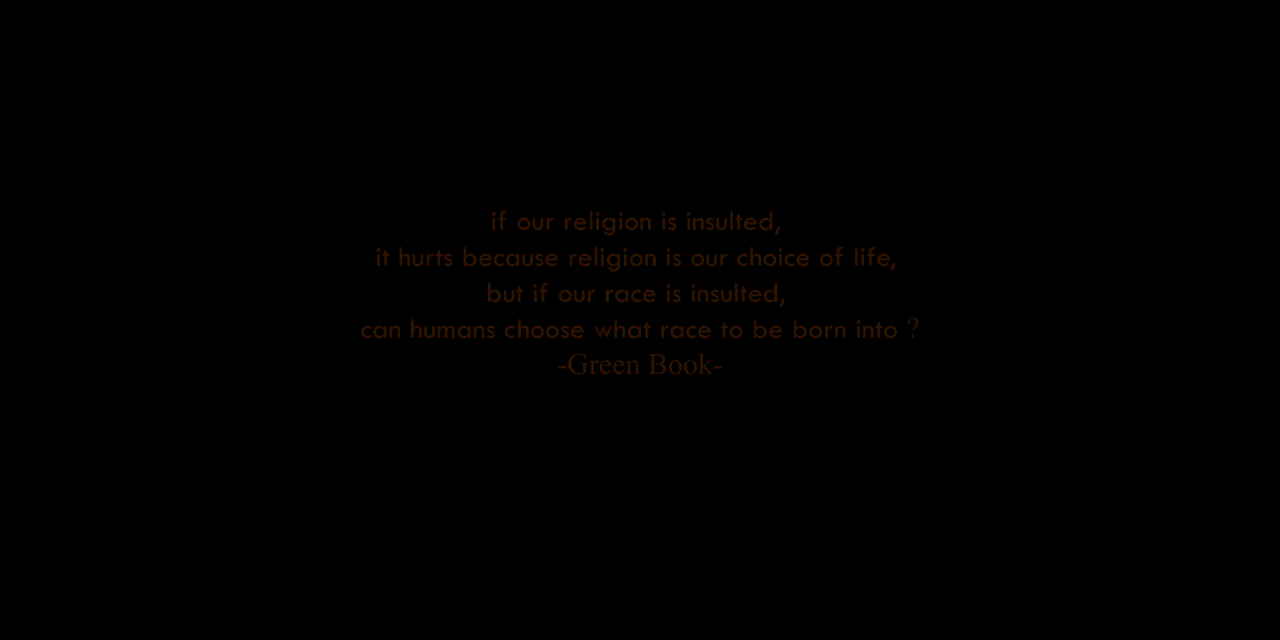 if our religion is insulted,
it hurts because religion is our choice of life,
but if our race is insulted,
can humans choose what race to be born into ?
-Green Book-